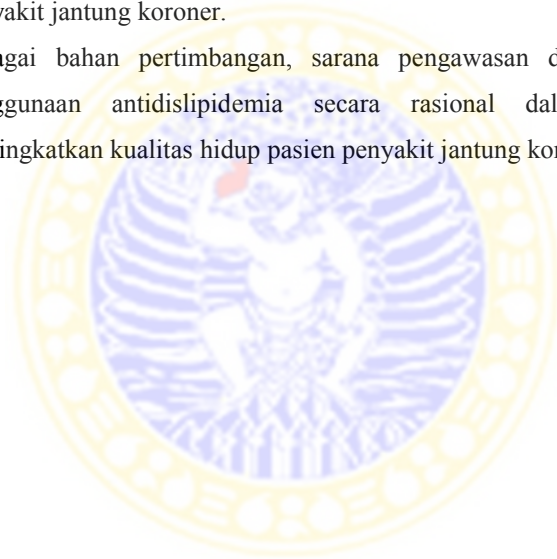 yakit jantung koroner.
agai bahan pertimbangan, sarana pengawasan d
ggunaan antidislipidemia secara rasional dal
ingkatkan kualitas hidup pasien penyakit jantung kor